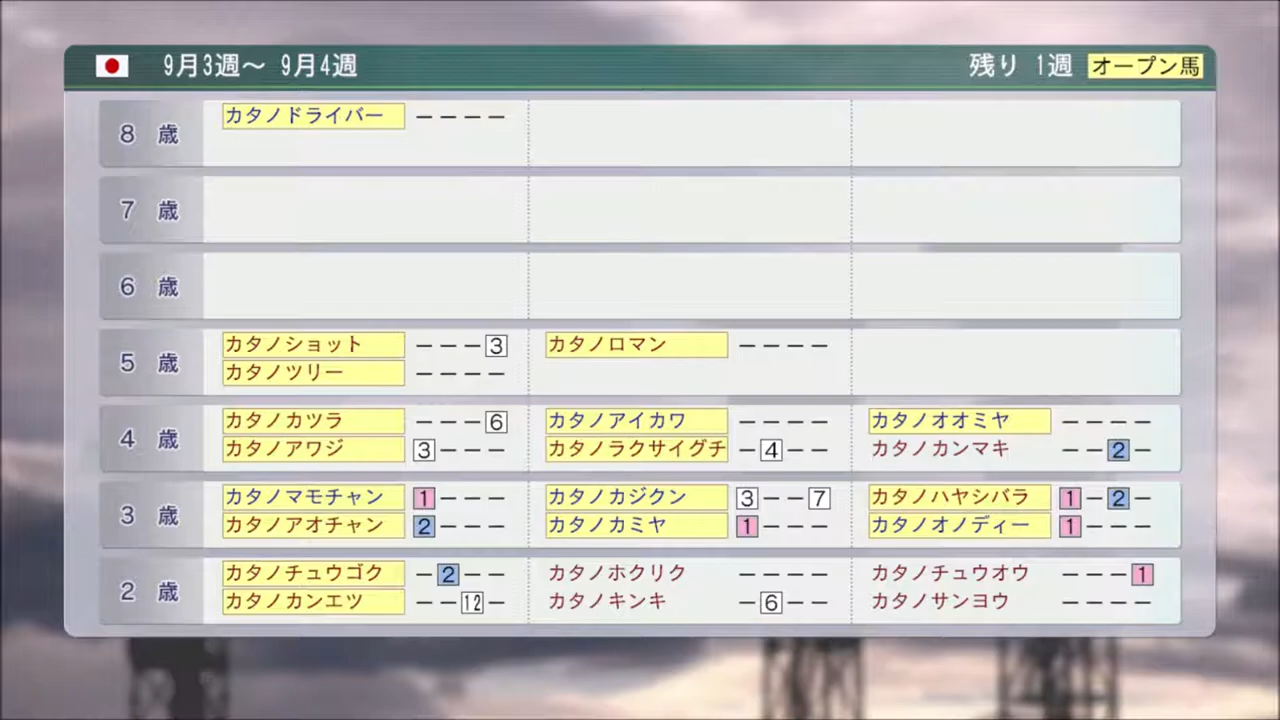 9月3週〜 9月4週 残り 1週 オープン馬
8 歳 カタノドライバー ————
7 歳
6 歳
5 歳
カタノショット ———3 カタノロマン ————
カタノツリー ————
4 歳
カタノカツラ ———6 カタノアイカワ ———— カタノオオミヤ ————
カタノアワジ 3——— カタノラクサイグチ —4—— カタノカンマキ ——2—
3 歳
カタノマモチャン 1——— カタノカジクン 3——7 カタノハヤシバラ 1—2—
カタノアオチャン 2——— カタノカミヤ 1——— カタノオノディー 1———
2 歳
カタノチュウゴク —2—— カタノホクリク ———— カタノチュウオウ ———1
カタノカンエツ ——12— カタノキンキ —6—— カタノサンヨウ ————